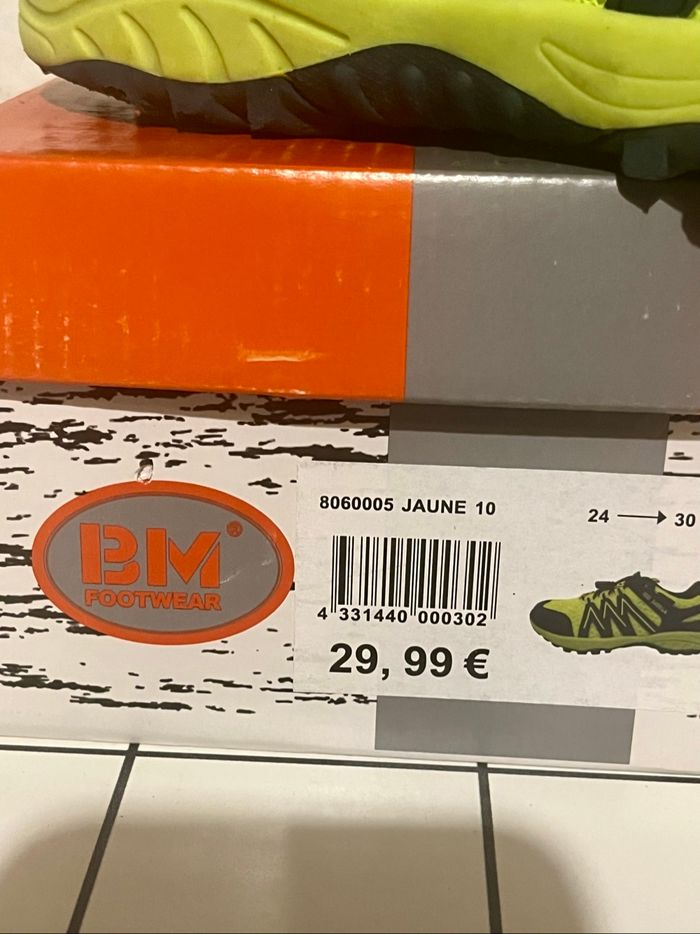 BM®
FOOTWEAR
8060005 JAUNE 10
24 → 30
4 331440 000302
29, 99 €